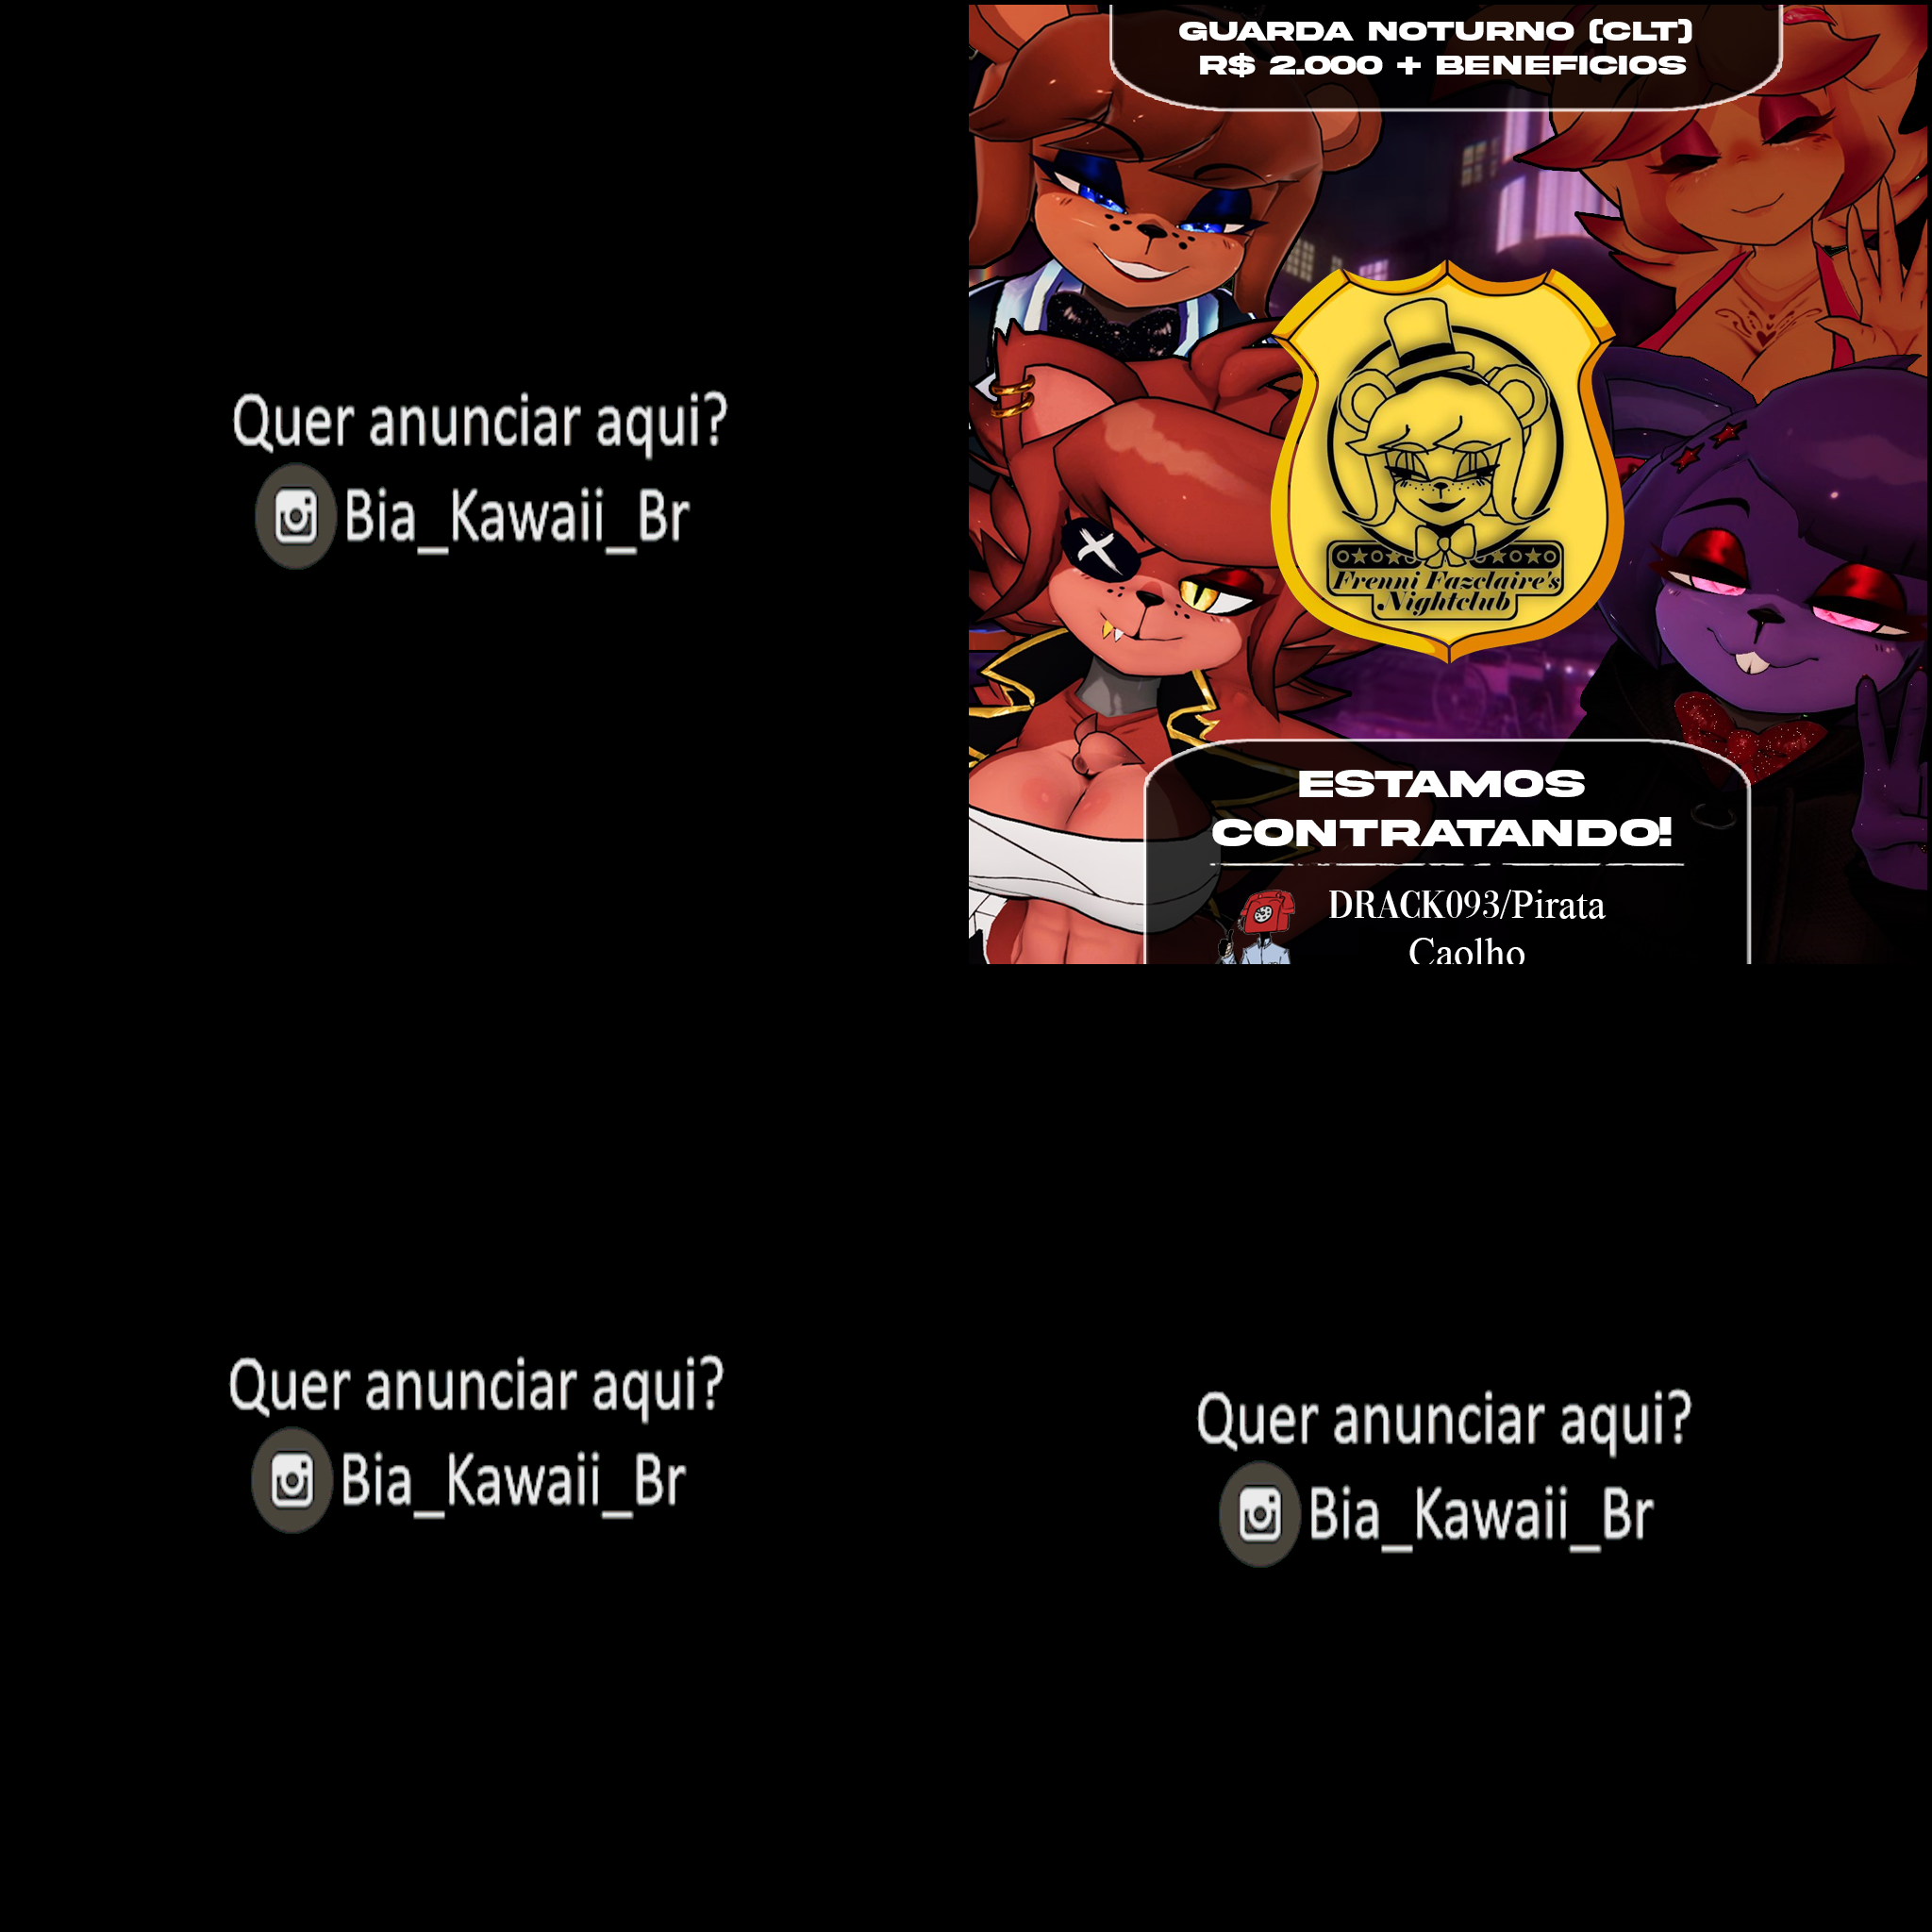 Quer anunciar aqui?
Bia_Kawaii_Br
GUARDA NOTURNO (CLT)
R$ 2.000 + BENEFICIOS
Frenni Fazclaire's
Nightclub
ESTAMOS
CONTRATANDO!
DRACK093/Pirata
Caolho
Quer anunciar aqui?
Bia_Kawaii_Br
Quer anunciar aqui?
Bia_Kawaii_Br